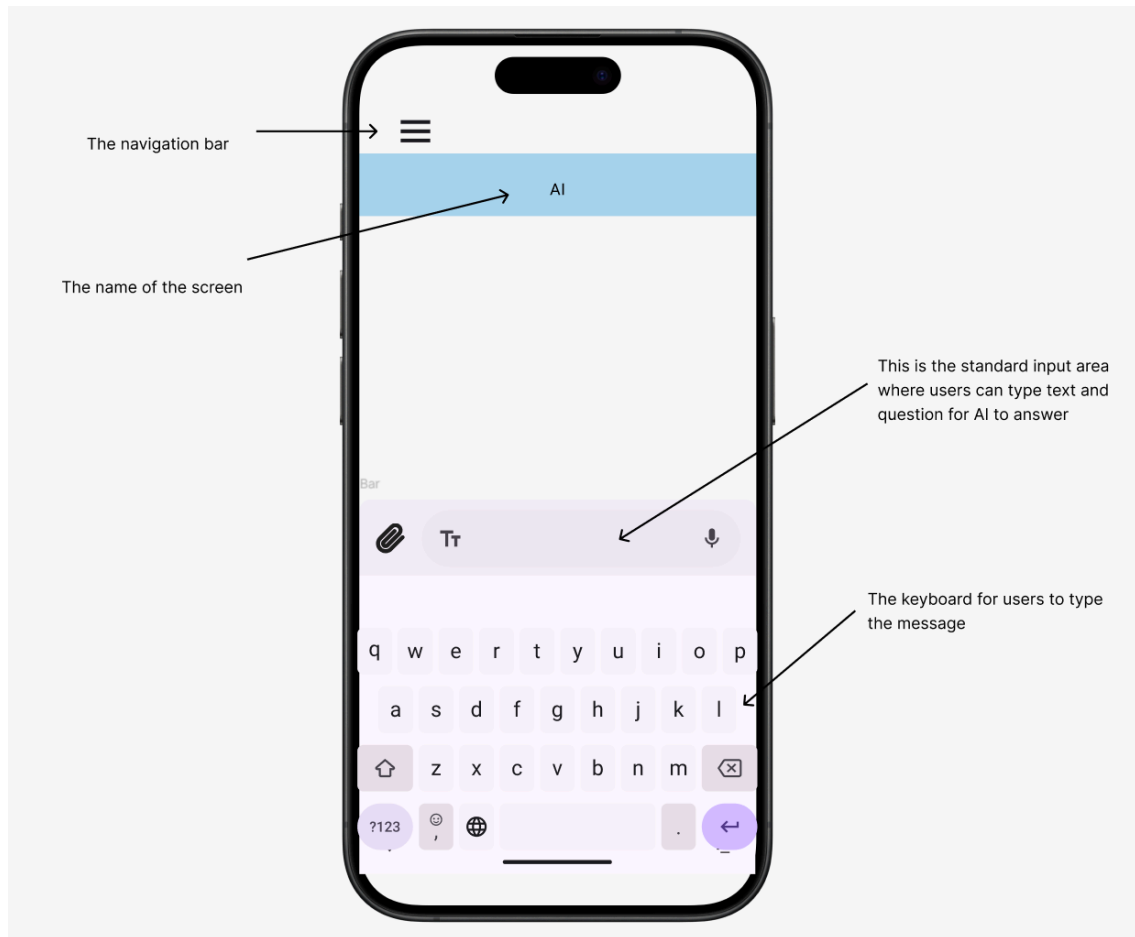 The navigation bar
AI
The name of the screen
This is the standard input area
where users can type text and
question for AI to answer
Bar
Tт
The keyboard for users to type
the message
q w e r t y u i o p
a s d f g h j k l
z x c v b n m
?123 , .